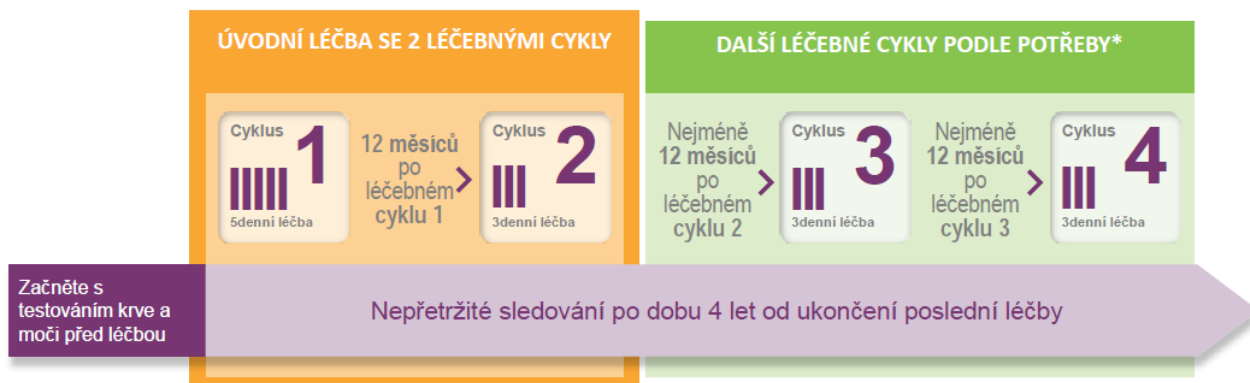 ÚVODNÍ LÉČBA SE 2 LÉČEBNÝMI CYKLY
Cyklus 1
5denní léčba
12 měsíců
po
léčebném
cyklu 1
Cyklus 2
3denní léčba
DALŠÍ LÉČEBNÉ CYKLY PODLE POTŘEBY*
Nejméně
12 měsíců
po
léčebném
cyklu 2
Cyklus 3
3denní léčba
Nejméně
12 měsíců
po
léčebném
cyklu 3
Cyklus 4
3denní léčba
Začněte s
testováním krve a
moči před léčbou
Nepřetržité sledování po dobu 4 let od ukončení poslední léčby